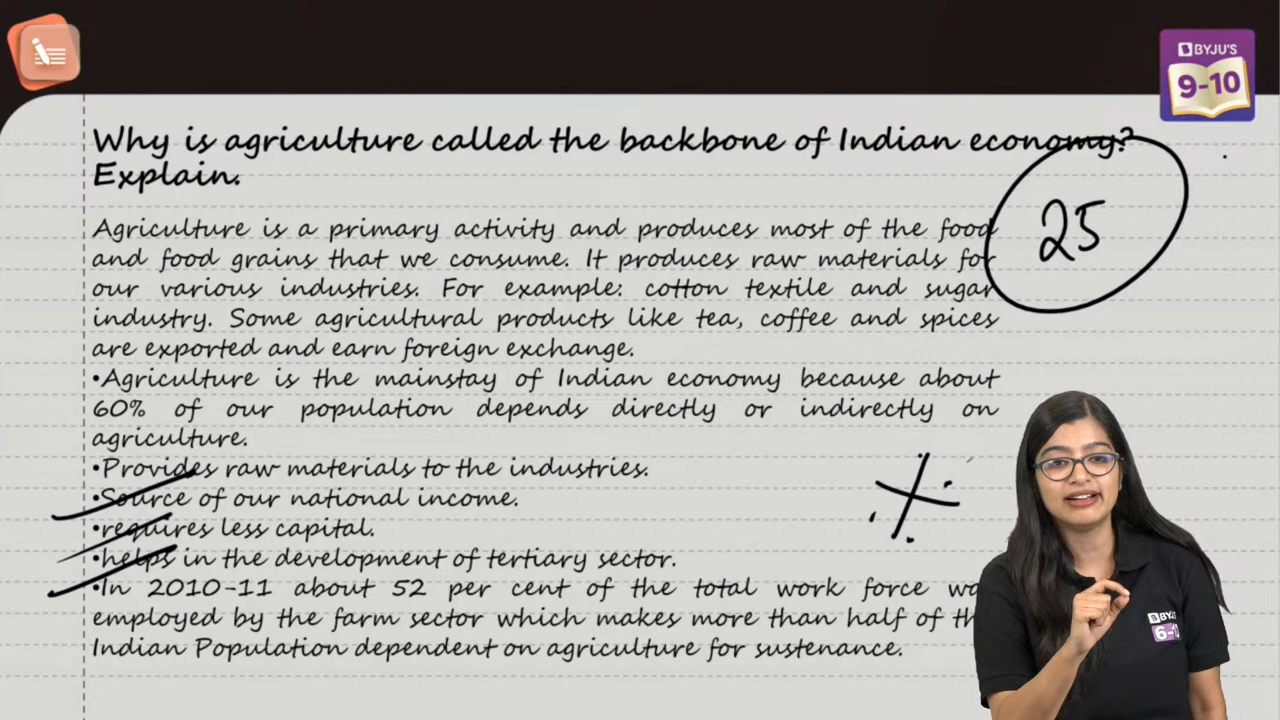 BYJU'S
9-10
Why is agriculture called the backbone of Indian economy?
Explain.
25
Agriculture is a primary activity and produces most of the food
and food grains that we consume. It produces raw materials for
our various industries. For example: cotton textile and sugar
industry. Some agricultural products like tea, coffee and spices
are exported and earn foreign exchange.
•Agriculture is the mainstay of Indian economy because about
60% of our population depends directly or indirectly on
agriculture.
•Provides raw materials to the industries.
•Source of our national income.
•requires less capital.
•helps in the development of tertiary sector.
•In 2010-11 about 52 per cent of the total work force wa
employed by the farm sector which makes more than half of th
Indian Population dependent on agriculture for sustenance.
BYJU
6-10